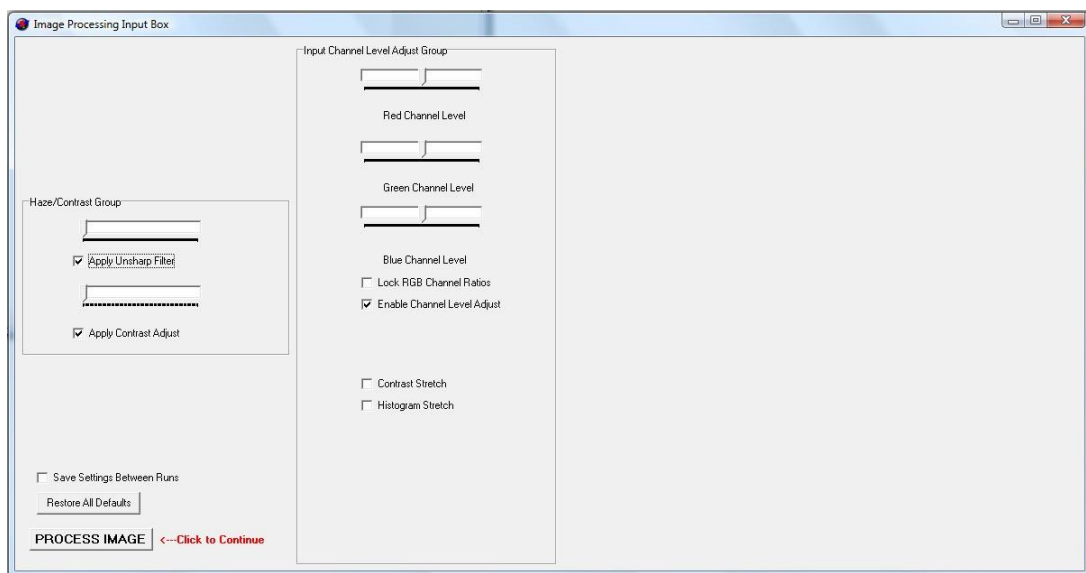 Image Processing Input Box
Input Channel Level Adjust Group
Red Channel Level
Green Channel Level
Haze/Contrast Group
Apply Unsharp Filter
Blue Channel Level
Lock RGB Channel Ratios
Enable Channel Level Adjust
Apply Contrast Adjust
Contrast Stretch
Histogram Stretch
Save Settings Between Runs
Restore All Defaults
PROCESS IMAGE <---Click to Continue